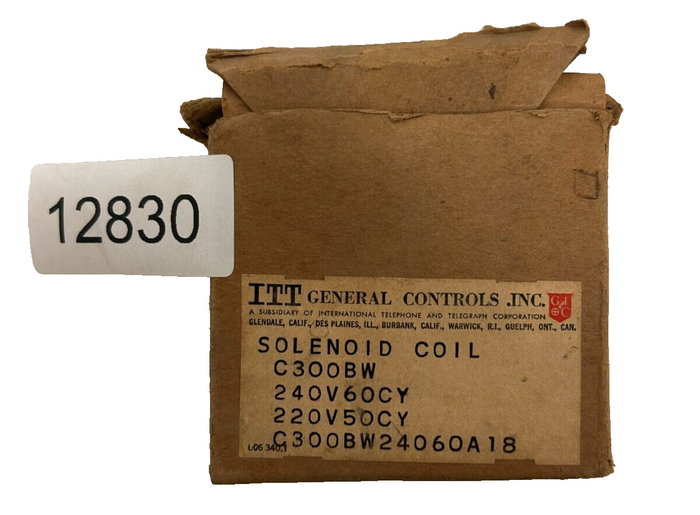 12830
ITT GENERAL CONTROLS .INC.
A SUBSIDIARY OF INTERNATIONAL TELEPHONE AND TELEGRAPH CORPORATION
GLENDALE, CALIF., DES PLAINES, ILL., BURBANK, CALIF., WARWICK, R.I., GUELPH, ONT., CAN.
SOLENOID COIL
C300BW
240V60CY
220V50CY
C300BW24060A18